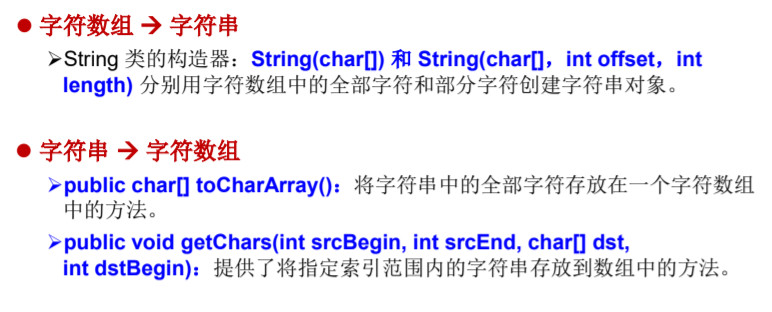 ● 字符数组 → 字符串
➢String 类的构造器：String(char[]) 和 String(char[]，int offset，int
length) 分别用字符数组中的全部字符和部分字符创建字符串对象。
● 字符串 → 字符数组
➢public char[] toCharArray()：将字符串中的全部字符存放在一个字符数组
中的方法。
➢public void getChars(int srcBegin, int srcEnd, char[] dst,
int dstBegin)：提供了将指定索引范围内的字符串存放到数组中的方法。